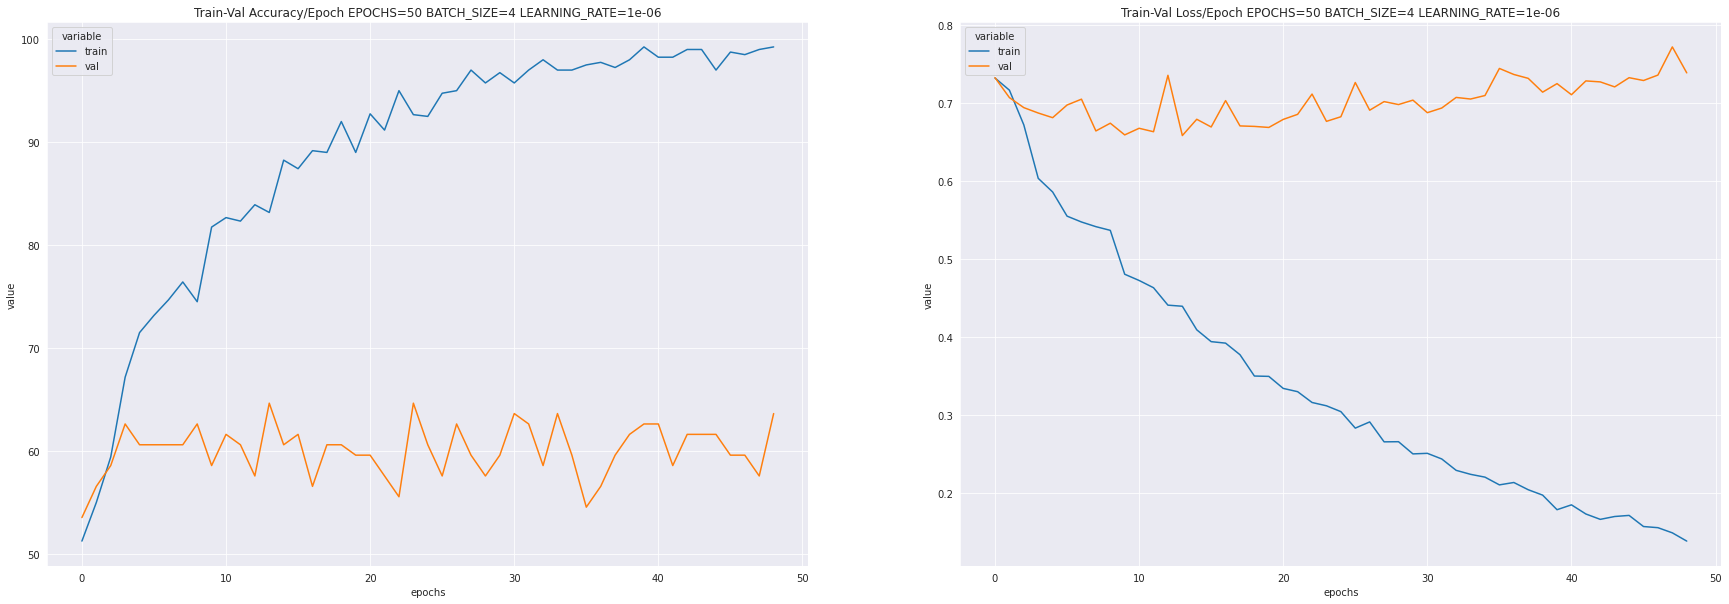 Train-Val Accuracy/Epoch EPOCHS=50 BATCH_SIZE=4 LEARNING_RATE=1e-06
variable
train
val
100
90
80
70
60
50
value
0 10 20 30 40 50
epochs
Train-Val Loss/Epoch EPOCHS=50 BATCH_SIZE=4 LEARNING_RATE=1e-06
variable
train
val
0.8
0.7
0.6
0.5
0.4
0.3
0.2
value
0 10 20 30 40 50
epochs